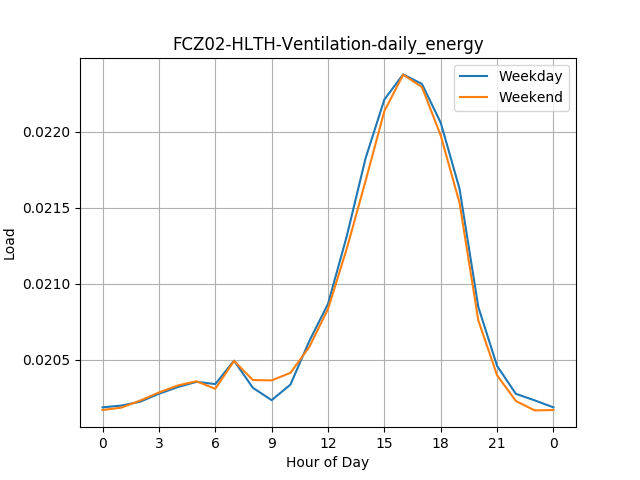 FCZ02-HLTH-Ventilation-daily_energy
Weekday
Weekend
0.0220
0.0215
0.0210
0.0205
Load
0 3 6 9 12 15 18 21 0
Hour of Day